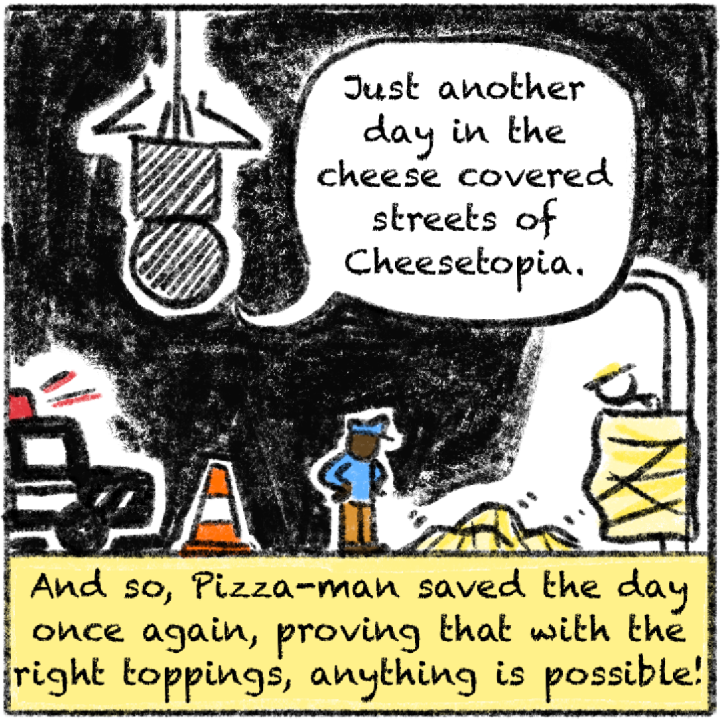 Just another
day in the
cheese covered
streets of
Cheesetopia.
And so, Pizza-man saved the day
once again, proving that with the
right toppings, anything is possible!